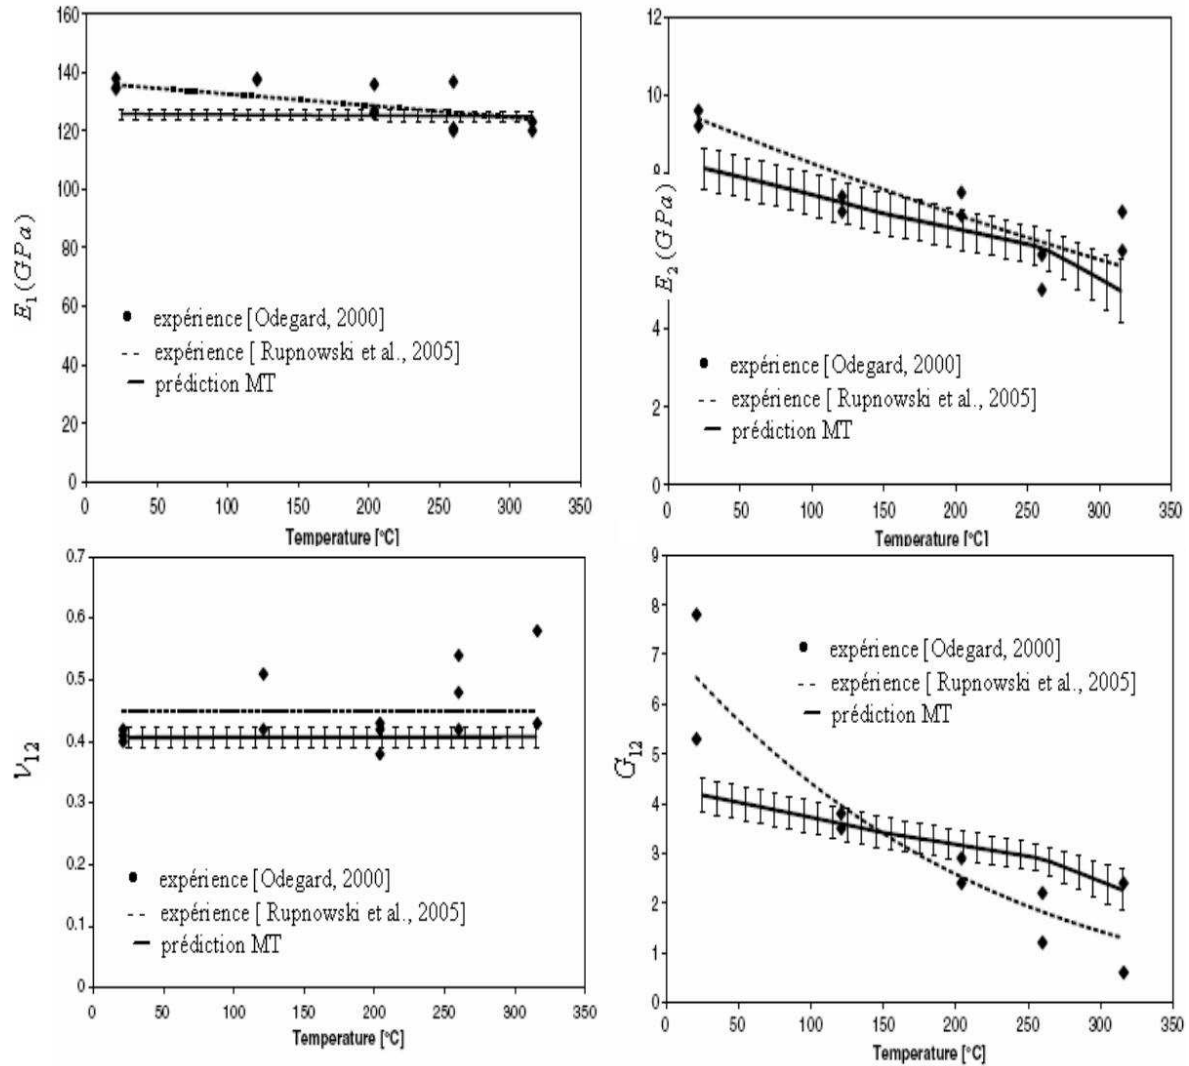 160
140
120
100
80
60
40
20
0
E1 (GPa)
expérience [Odegard, 2000]
expérience [ Rupnowski et al., 2005]
prédiction MT
0 50 100 150 200 250 300 350
Temperature [°C]
12
10
8
4
2
0
E2 (GPa)
expérience [Odegard, 2000]
expérience [ Rupnowski et al., 2005]
prédiction MT
0 50 100 150 200 250 300 350
Temperature [°C]
0.7
0.6
0.5
0.4
0.3
0.2
0.1
0
ν12
expérience [Odegard, 2000]
expérience [ Rupnowski et al., 2005]
prédiction MT
0 50 100 150 200 250 300 350
Temperature [°C]
9
8
7
6
5
4
3
2
1
0
G12
expérience [Odegard, 2000]
expérience [ Rupnowski et al., 2005]
prédiction MT
0 50 100 150 200 250 300 350
Temperature [°C]